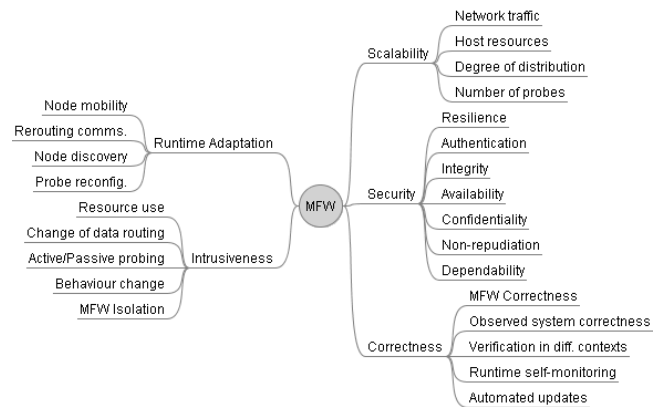 MFW
Runtime Adaptation
Node mobility
Rerouting comms.
Node discovery
Probe reconfig.
Intrusiveness
Resource use
Change of data routing
Active/Passive probing
Behaviour change
MFW Isolation
Scalability
Network traffic
Host resources
Degree of distribution
Number of probes
Security
Resilience
Authentication
Integrity
Availability
Confidentiality
Non-repudiation
Dependability
Correctness
MFW Correctness
Observed system correctness
Verification in diff. contexts
Runtime self-monitoring
Automated updates